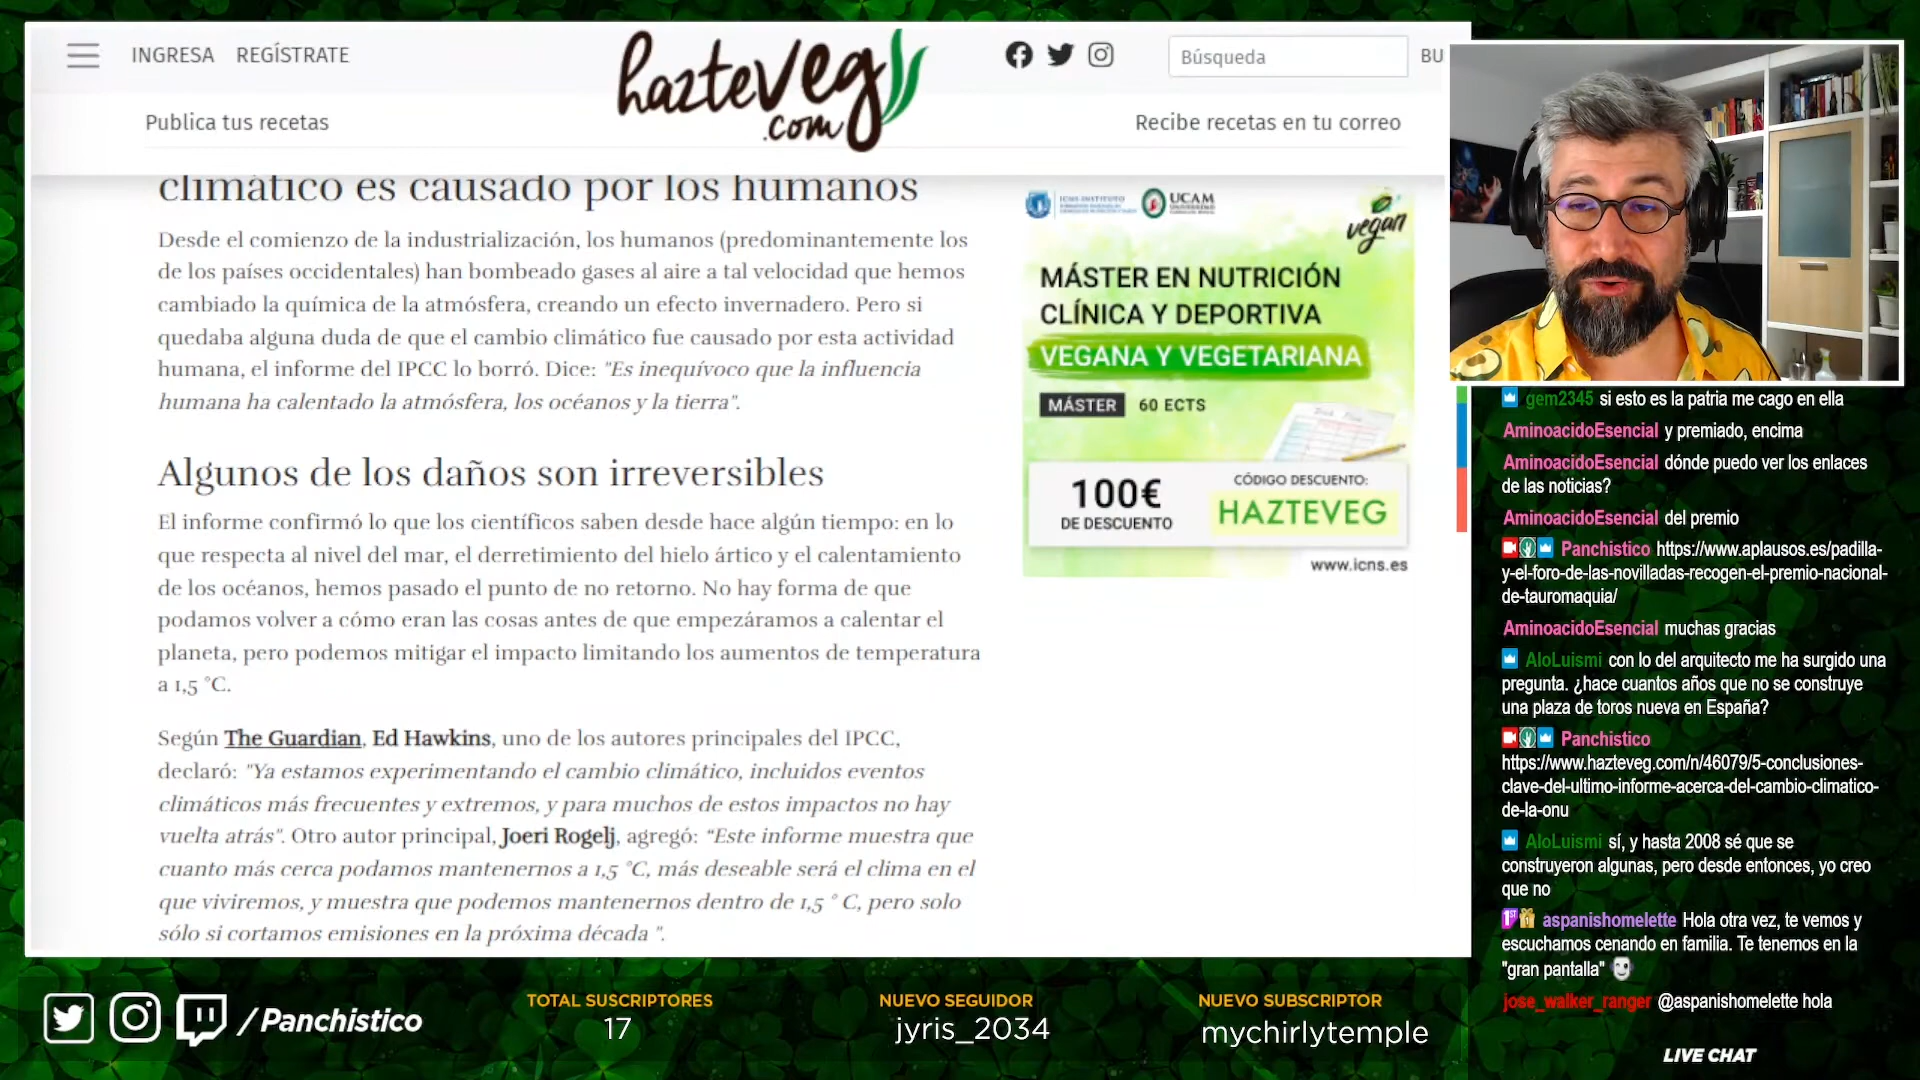 INGRESA REGÍSTRATE
hazteveg
.com
Búsqueda
BU
Publica tus recetas
Recibe recetas en tu correo
climático es causado por los humanos
Desde el comienzo de la industrialización, los humanos (predominantemente los
de los países occidentales) han bombeado gases al aire a tal velocidad que hemos
cambiado la química de la atmósfera, creando un efecto invernadero. Pero si
quedaba alguna duda de que el cambio climático fue causado por esta actividad
humana, el informe del IPCC lo borró. Dice: "Es inequívoco que la influencia
humana ha calentado la atmósfera, los océanos y la tierra".
Algunos de los daños son irreversibles
El informe confirmó lo que los científicos saben desde hace algún tiempo: en lo
que respecta al nivel del mar, el derretimiento del hielo ártico y el calentamiento
de los océanos, hemos pasado el punto de no retorno. No hay forma de que
podamos volver a cómo eran las cosas antes de que empezáramos a calentar el
planeta, pero podemos mitigar el impacto limitando los aumentos de temperatura
a 1,5 °C.
Según The Guardian, Ed Hawkins, uno de los autores principales del IPCC,
declaró: "Ya estamos experimentando el cambio climático, incluidos eventos
climáticos más frecuentes y extremos, y para muchos de estos impactos no hay
vuelta atrás". Otro autor principal, Joeri Rogelj, agregó: "Este informe muestra que
cuanto más cerca podamos mantenernos a 1,5 °C, más deseable será el clima en el
que viviremos, y muestra que podemos mantenernos dentro de 1,5 ° C, pero solo
sólo si cortamos emisiones en la próxima década ".
ICNS INSTITUTO
UCAM
vegan
MÁSTER EN NUTRICIÓN
CLÍNICA Y DEPORTIVA
VEGANA Y VEGETARIANA
MÁSTER 60 ECTS
100€
DE DESCUENTO
CÓDIGO DESCUENTO:
HAZTEVEG
www.icns.es
gem2345 si esto es la patria me cago en ella
AminoacidoEsencial y premiado, encima
AminoacidoEsencial dónde puedo ver los enlaces
de las noticias?
AminoacidoEsencial del premio
Panchistico https://www.aplausos.es/padilla-
y-el-foro-de-las-novilladas-recogen-el-premio-nacional-
de-tauromaquia/
AminoacidoEsencial muchas gracias
AloLuismi con lo del arquitecto me ha surgido una
pregunta. ¿hace cuantos años que no se construye
una plaza de toros nueva en España?
Panchistico
https://www.hazteveg.com/n/46079/5-conclusiones-
clave-del-ultimo-informe-acerca-del-cambio-climatico-
de-la-onu
AloLuismi sí, y hasta 2008 sé que se
construyeron algunas, pero desde entonces, yo creo
que no
aspanishomelette Hola otra vez, te vemos y
escuchamos cenando en familia. Te tenemos en la
"gran pantalla"
jose_walker_ranger @aspanishomelette hola
LIVE CHAT
/Panchistico
TOTAL SUSCRIPTORES
17
NUEVO SEGUIDOR
jyris_2034
NUEVO SUBSCRIPTOR
mychirlytemple